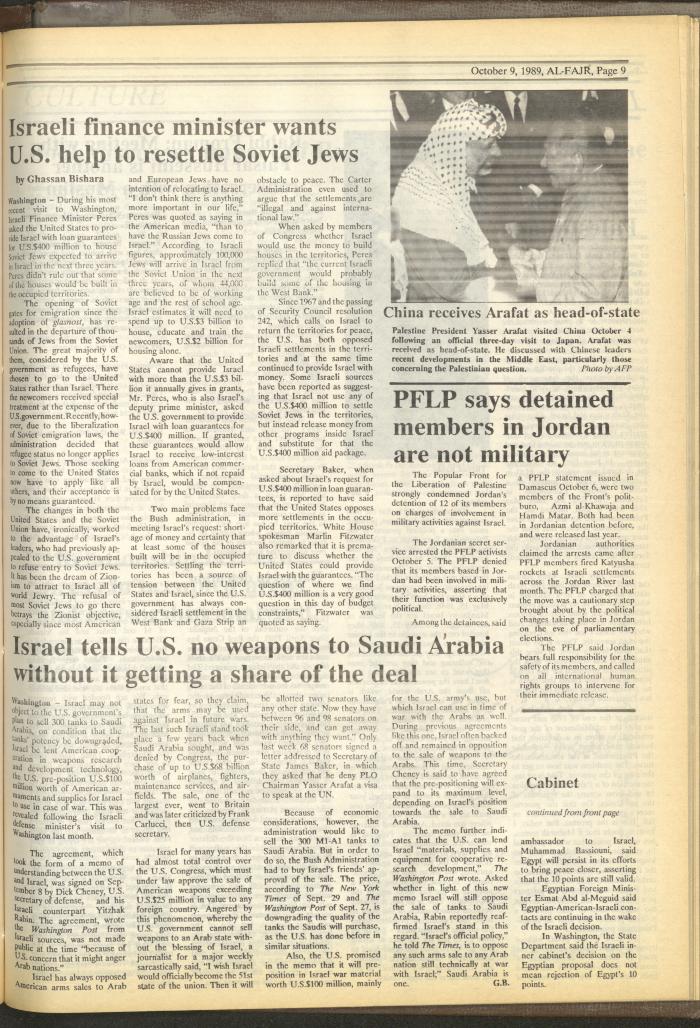 October 9, 1989, AL-FAJR, Page 9
Israeli finance minister wants
U.S. help to resettle Soviet Jews
by Ghassan Bishara
Washington – During his most
recent visit to Washington,
Israeli Finance Minister Peres
asked the United States to pro-
vide Israel with loan guarantees
for U.S.$400 million to house
Soviet Jews expected to arrive
in Israel in the next three years.
Peres didn't rule out that some
of the houses would be built in
the occupied territories.
The opening of Soviet
gates for emigration since the
adoption of glasnost, has re-
sulted in the departure of thou-
sands of Jews from the Soviet
Union. The great majority of
them, considered by the U.S.
government as refugees, have
chosen to go to the United
States rather than Israel. There
the newcomers received special
treatment at the expense of the
U.S. government. Recently, how-
ever, due to the liberalization
of Soviet emigration laws, the
administration decided that
refugee status no longer applies
to Soviet Jews. Those seeking
to come to the United States
now have to apply like all
others, and their acceptance is
by no means guaranteed.
The changes in both the
United States and the Soviet
Union have, ironically, worked
to the advantage of Israel's
leaders, who had previously ap-
pealed to the U.S. government
to refuse entry to Soviet Jews.
It has been the dream of Zion-
ism to attract to Israel all of
world Jewry. The refusal of
most Soviet Jews to go there
betrays the Zionist objective,
especially since most American
and European Jews have no
intention of relocating to Israel.
"I don't think there is anything
more important in our life,"
Peres was quoted as saying in
the American media, "than to
have the Russian Jews come to
Israel." According to Israeli
figures, approximately 100,000
Jews will arrive in Israel from
the Soviet Union in the next
three years, of whom 44,000
are believed to be of working
age and the rest of school age.
Israel estimates it will need to
spend up to U.S.$3 billion to
house, educate and train the
newcomers, U.S.$2 billion for
housing alone.
Aware that the United
States cannot provide Israel
with more than the U.S.$3 bil-
lion it annually gives in grants,
Mr. Peres, who is also Israel's
deputy prime minister, asked
the U.S. government to provide
Israel with loan guarantees for
U.S.$400 million. If granted,
these guarantees would allow
Israel to receive low-interest
loans from American commer-
cial banks, which if not repaid
by Israel, would be compen-
sated for by the United States.
Two main problems face
the Bush administration, in
meeting Israel's request: short-
age of money and certainty that
at least some of the houses
built will be in the occupied
territories. Settling the terri-
tories has been a source of
tension between the United
States and Israel, since the U.S.
government has always con-
sidered Israeli settlement in the
West Bank and Gaza Strip an
obstacle to peace. The Carter
Administration even used to
argue that the settlements are
"illegal and against interna-
tional law."
When asked by members
of Congress whether Israel
would use the money to build
houses in the territories, Peres
replied that "the current Israeli
government would probably
build some of the housing in
the West Bank."
Since 1967 and the passing
of Security Council resolution
242, which calls on Israel to
return the territories for peace,
the U.S. has both opposed
Israeli settlements in the terri-
tories and at the same time
continued to provide Israel with
money. Some Israeli sources
have been reported as suggest-
ing that Israel not use any of
the U.S.$400 million to settle
Soviet Jews in the territories,
but instead release money from
other programs inside Israel
and substitute for that the
U.S.$400 million aid package.
Secretary Baker, when
asked about Israel's request for
U.S.$400 million in loan guaran-
tees, is reported to have said
that the United States opposes
more settlements in the occu-
pied territories. White House
spokesman Marlin Fitzwater
also remarked that it is prema-
ture to discuss whether the
United States could provide
Israel with the guarantees. "The
question of where we find
U.S.$400 million is a very good
question in this day of budget
constraints," Fitzwater was
quoted as saying.
China receives Arafat as head-of-state
Palestine President Yasser Arafat visited China October 4
following an official three-day visit to Japan. Arafat was
received as head-of-state. He discussed with Chinese leaders
recent developments in the Middle East, particularly those
concerning the Palestinian question. Photo by AFP
PFLP says detained
members in Jordan
are not military
The Popular Front for
the Liberation of Palestine
strongly condemned Jordan's
detention of 12 of its members
on charges of involvement in
military activities against Israel.
The Jordanian secret ser-
vice arrested the PFLP activists
October 5. The PFLP denied
that its members based in Jor-
dan had been involved in mili-
tary activities, asserting that
their function was exclusively
political.
Among the detainees, said
a PFLP statement issued in
Damascus October 6, were two
members of the Front's polit-
buro, Azmi al-Khawaja and
Hamdi Matar. Both had been
in Jordanian detention before,
and were released last year.
Jordanian authorities
claimed the arrests came after
PFLP members fired Katyusha
rockets at Israeli settlements
across the Jordan River last
month. The PFLP charged that
the move was a cautionary step
brought about by the political
changes taking place in Jordan
on the eve of parliamentary
elections.
The PFLP said Jordan
bears full responsibility for the
safety of its members, and called
on all international human
rights groups to intervene for
their immediate release.
Israel tells U.S. no weapons to Saudi Arabia
without it getting a share of the deal
Washington – Israel may not
object to the U.S. government's
plan to sell 300 tanks to Saudi
Arabia, on condition that the
tanks' potency be downgraded,
Israel be lent American coop-
eration in weapons research
and development technology,
the U.S. pre-position U.S.$100
million worth of American ar-
maments and supplies for Israel
to use in case of war. This was
revealed following the Israeli
defense minister's visit to
Washington last month.
The agreement, which
took the form of a memo of
understanding between the U.S.
and Israel, was signed on Sep-
tember 8 by Dick Cheney, U.S.
secretary of defense, and his
Israeli counterpart Yitzhak
Rabin. The agreement, wrote
the Washington Post from
Israeli sources, was not made
public at the time "because of
U.S. concern that it might anger
Arab nations."
Israel has always opposed
American arms sales to Arab
states for fear, so they claim,
that the arms may be used
against Israel in future wars.
The last such Israeli stand took
place a few years back when
Saudi Arabia sought, and was
denied by Congress, the pur-
chase of up to U.S.$68 billion
worth of airplanes, fighters,
maintenance services, and air-
fields. The sale, one of the
largest ever, went to Britain
and was later criticized by Frank
Carlucci, then U.S. defense
secretary.
Israel for many years has
had almost total control over
the U.S. Congress, which must
under law approve the sale of
American weapons exceeding
U.S.$25 million in value to any
foreign country. Angered by
this phenomenon, whereby the
U.S. government cannot sell
weapons to an Arab state with-
out the blessing of Israel, a
journalist for a major weekly
sarcastically said, "I wish Israel
would officially become the 51st
state of the union. Then it will
be allotted two senators like
any other state. Now they have
between 96 and 98 senators on
their side, and can get away
with anything they want." Only
last week 68 senators signed a
letter addressed to Secretary of
State James Baker, in which
they asked that he deny PLO
Chairman Yasser Arafat a visa
to speak at the UN.
Because of economic
considerations, however, the
administration would like to
sell the 300 M1-A1 tanks to
Saudi Arabia. But in order to
do so, the Bush Administration
had to buy Israel's friends' ap-
proval of the sale. The price,
according to The New York
Times of Sept. 29 and The
Washington Post of Sept. 27, is
downgrading the quality of the
tanks the Saudis will purchase,
as the U.S. has done before in
similar situations.
Also, the U.S. promised
in the memo that it will pre-
position in Israel war material
worth U.S.$100 million, mainly
for the U.S. army's use, but
which Israel can use in time of
war with the Arabs as well.
During previous agreements
like this one, Israel often backed
off and remained in opposition
to the sale of weapons to the
Arabs. This time, Secretary
Cheney is said to have agreed
that the pre-positioning will ex-
pand to its maximum level,
depending on Israel's position
towards the sale to Saudi
Arabia.
The memo further indi-
cates that the U.S. can lend
Israel "materials, supplies and
equipment for cooperative re-
search development," The
Washington Post wrote. Asked
whether in light of this new
memo Israel will still oppose
the sale of tanks to Saudi
Arabia, Rabin reportedly reaf-
firmed Israel's stand in this
regard. "Israel's official policy,"
he told The Times, is to oppose
any such arms sale to any Arab
nation still technically at war
with Israel;" Saudi Arabia is
one. G.B.
Cabinet
continued from front page
ambassador to Israel,
Muhammad Bassiouni, said
Egypt will persist in its efforts
to bring peace closer, asserting
that the 10 points are still valid.
Egyptian Foreign Minis-
ter Esmat Abd al-Meguid said
Egyptian-American-Israeli con-
tacts are continuing in the wake
of the Israeli decision.
In Washington, the State
Department said the Israeli in-
ner cabinet's decision on the
Egyptian proposal does not
mean rejection of Egypt's 10
points.